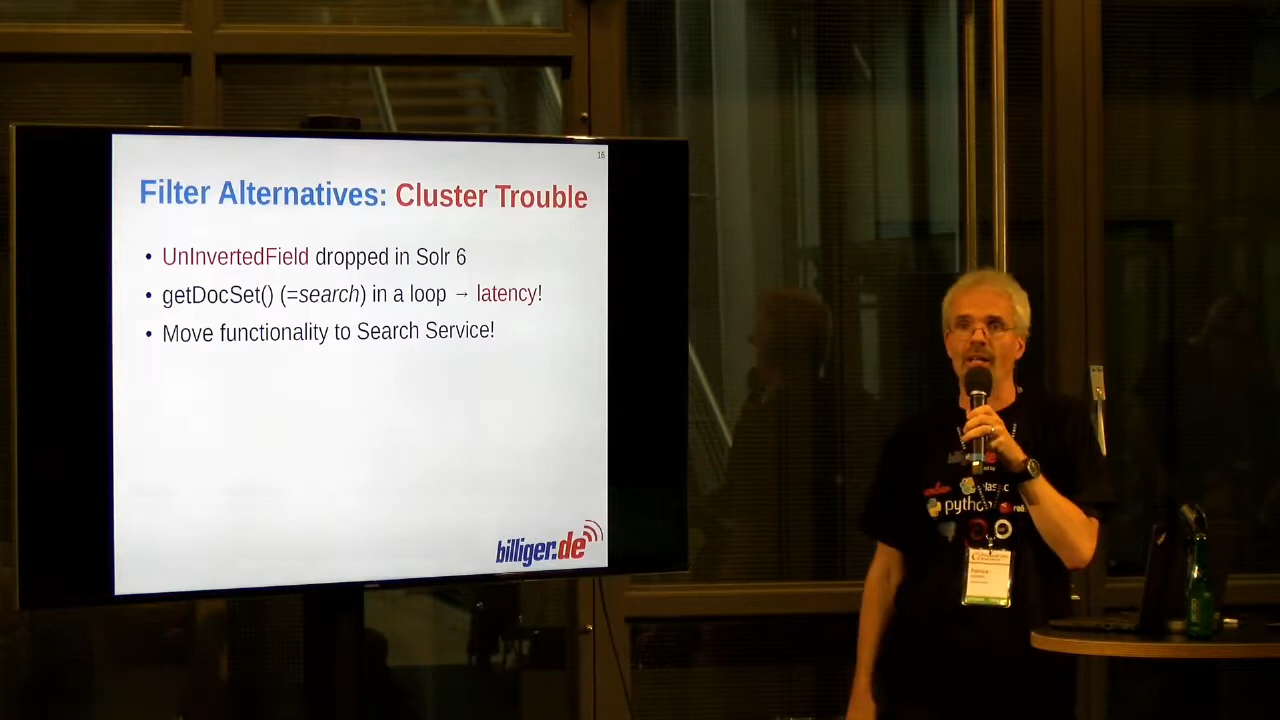 16
Filter Alternatives: Cluster Trouble
• UnInvertedField dropped in Solr 6
• getDocSet() (=search) in a loop → latency!
• Move functionality to Search Service!
billiger.de
python